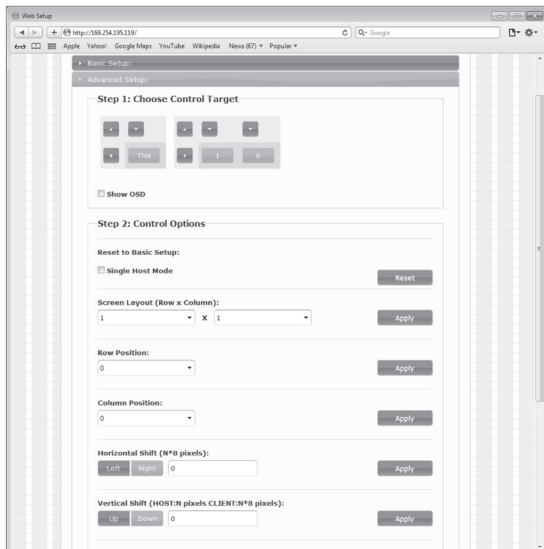 Web Setup
http://169.254.195.119/
Google
Apple Yahoo! Google Maps YouTube Wikipedia News (67) Popular
Basic Setup:
Advanced Setup:
Step 1: Choose Control Target
This 1 0
Show OSD
Step 2: Control Options
Reset to Basic Setup:
Single Host Mode
Reset
Screen Layout (Row x Column):
1 X 1 Apply
Row Position:
0 Apply
Column Position:
0 Apply
Horizontal Shift (N*8 pixels):
Left Right 0 Apply
Vertical Shift (HOST:N pixels CLIENT:N*8 pixels):
Up Down 0 Apply